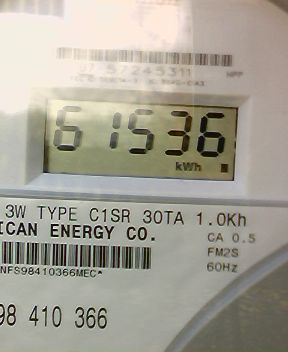 57245311
61536
kWh
3W TYPE C1SR 30TA 1.0Kh
ICAN ENERGY CO.
CA 0.5
FM2S
60Hz
NFS98410366MEC*
98 410 366